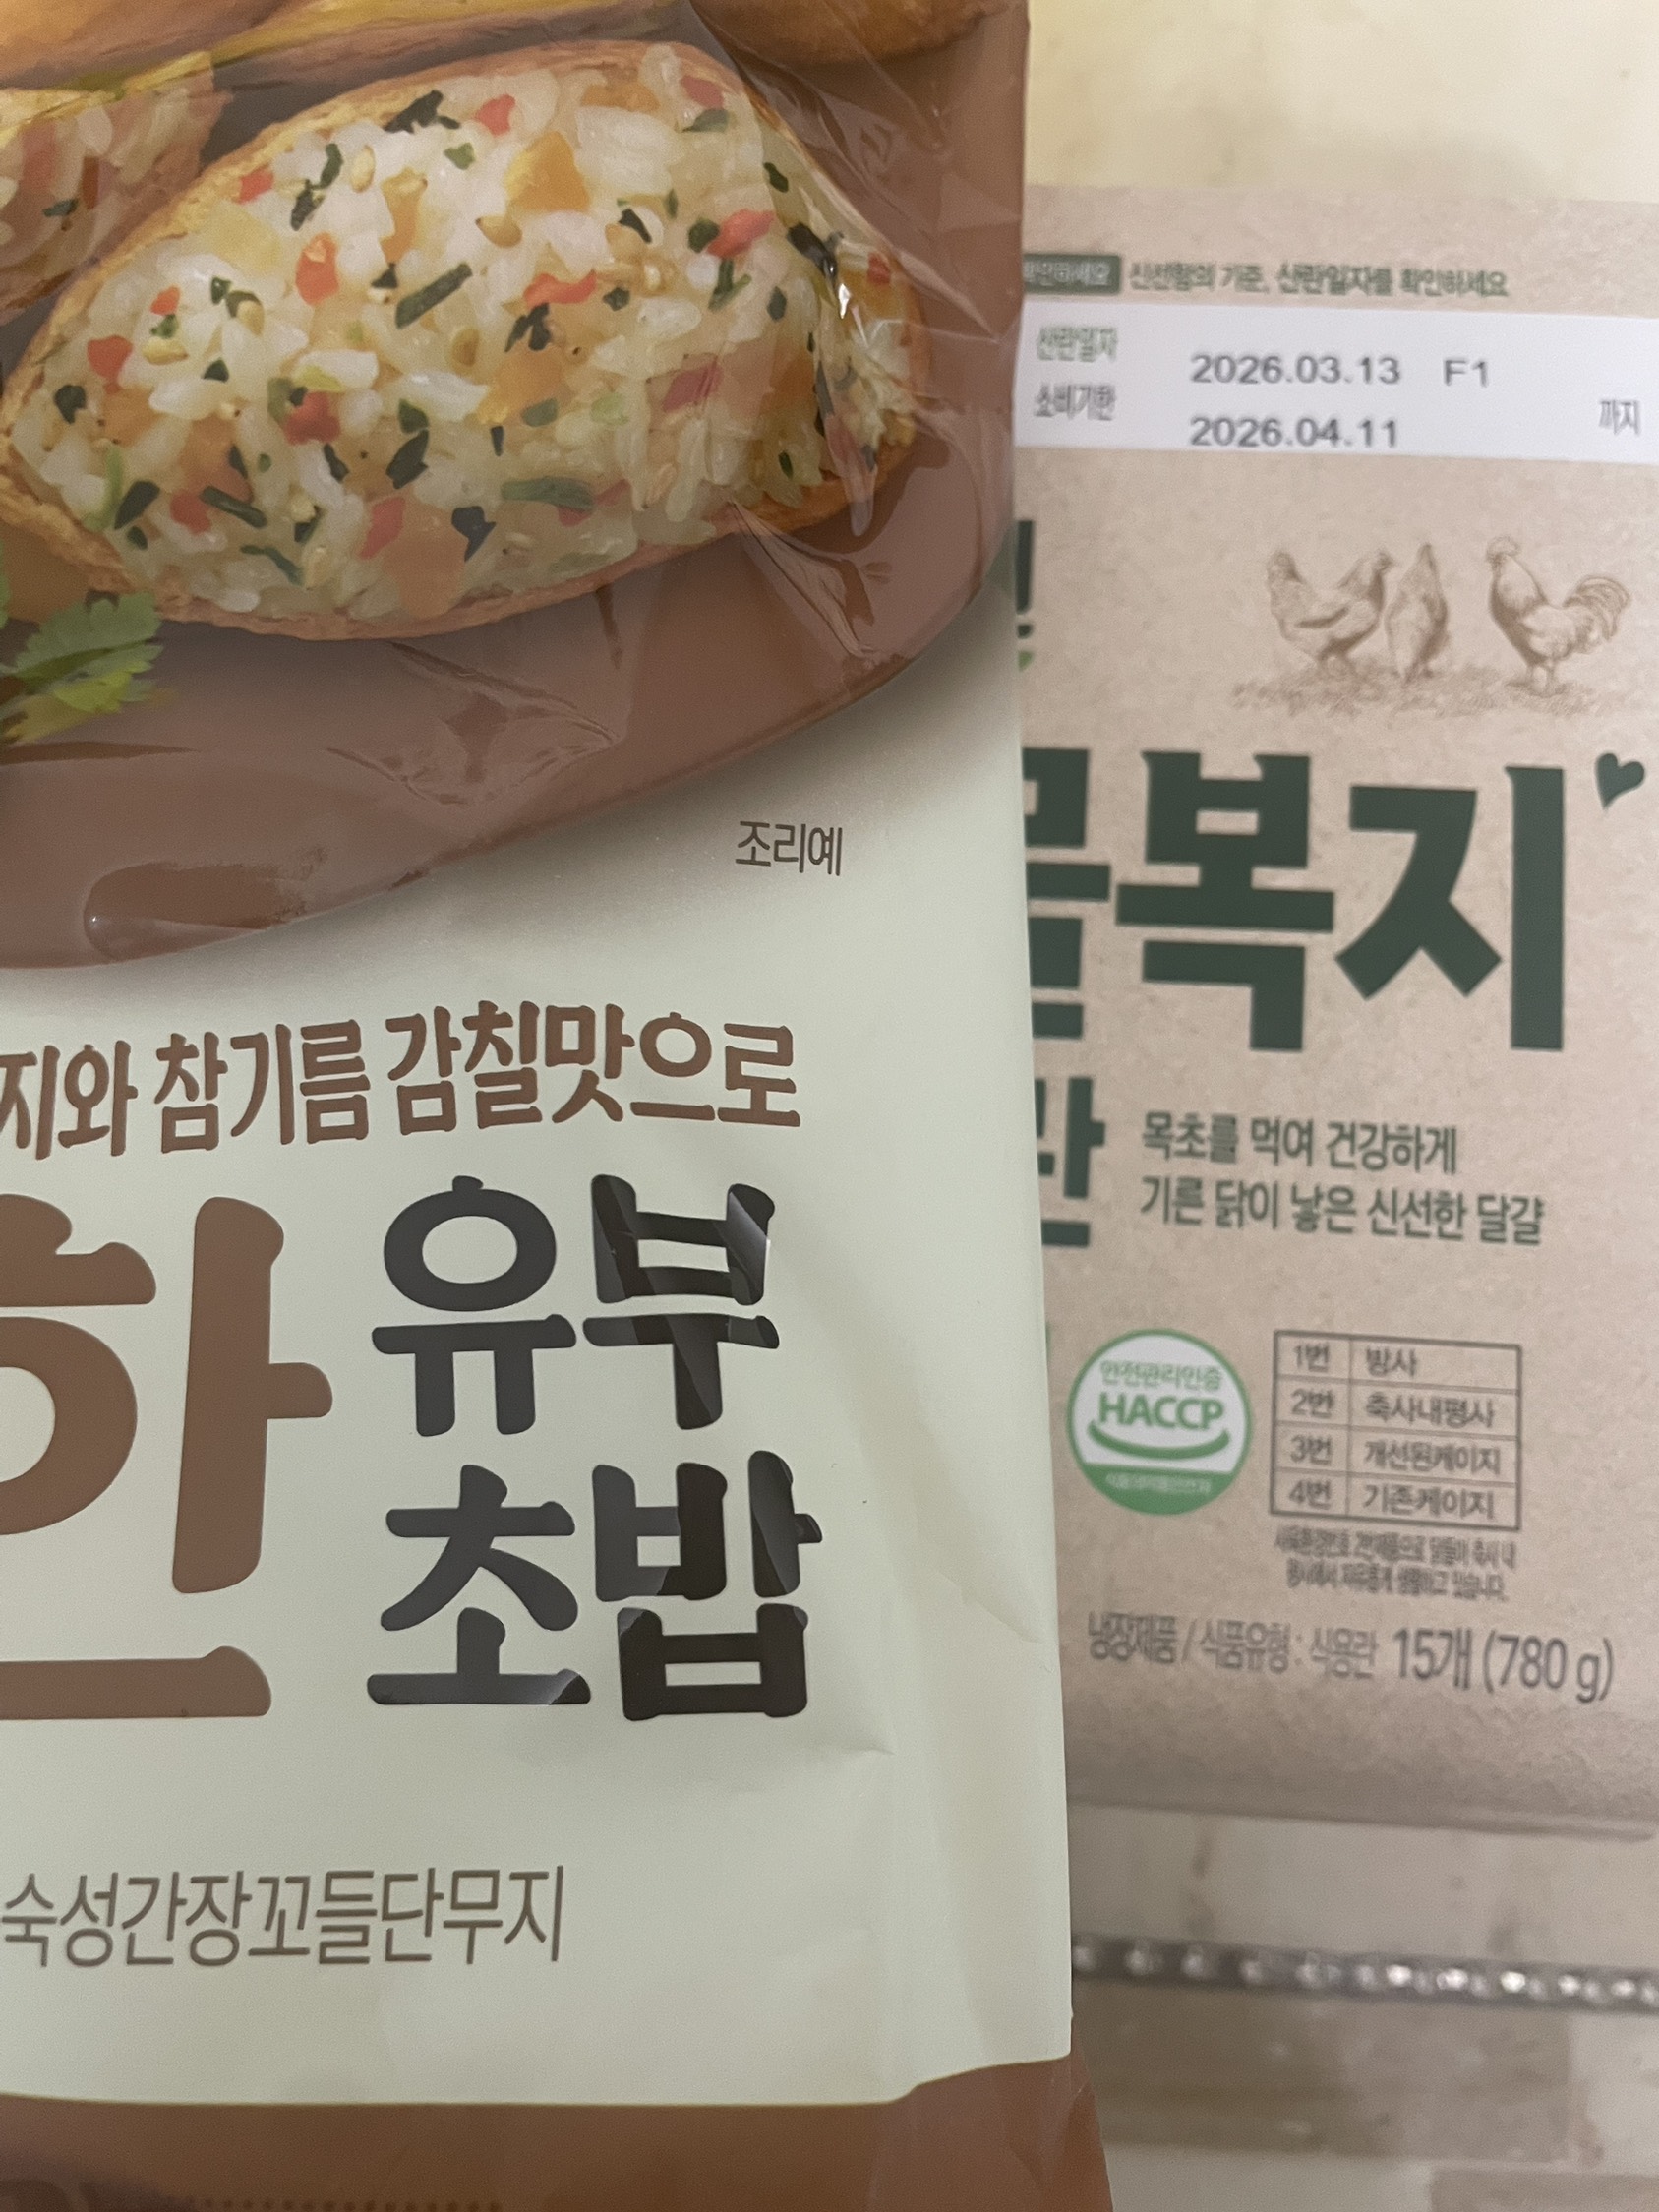 조리예
지와 참기름 감칠맛으로
한 유부
초밥
숙성간장꼬들단무지
신선함의 기준, 산란일자를 확인하세요
산란일자 2026.03.13 F1
소비기한 2026.04.11 까지
복지
란
목초를 먹여 건강하게
기른 닭이 낳은 신선한 달걀
안전관리인증
HACCP
1번 방사
2번 축사내평사
3번 개선된케이지
4번 기존케이지
냉장제품 / 식품유형 : 식용란 15개 (780 g)